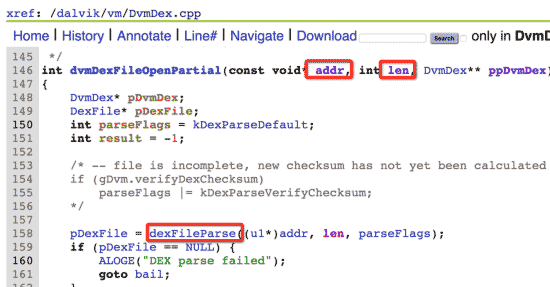 xref: /dalvik/vm/DvmDex.cpp
Home | History | Annotate | Line# | Navigate | Download Search only in DvmD
145 */
146 int dvmDexFileOpenPartial(const void* addr, int len, DvmDex** ppDvmDex)
147 {
148 DvmDex* pDvmDex;
149 DexFile* pDexFile;
150 int parseFlags = kDexParseDefault;
151 int result = -1;
152
153 /* -- file is incomplete, new checksum has not yet been calculated
154 if (gDvm.verifyDexChecksum)
155 parseFlags |= kDexParseVerifyChecksum;
156 */
157
158 pDexFile = dexFileParse((u1*)addr, len, parseFlags);
159 if (pDexFile == NULL) {
160 ALOGE("DEX parse failed");
161 goto bail;